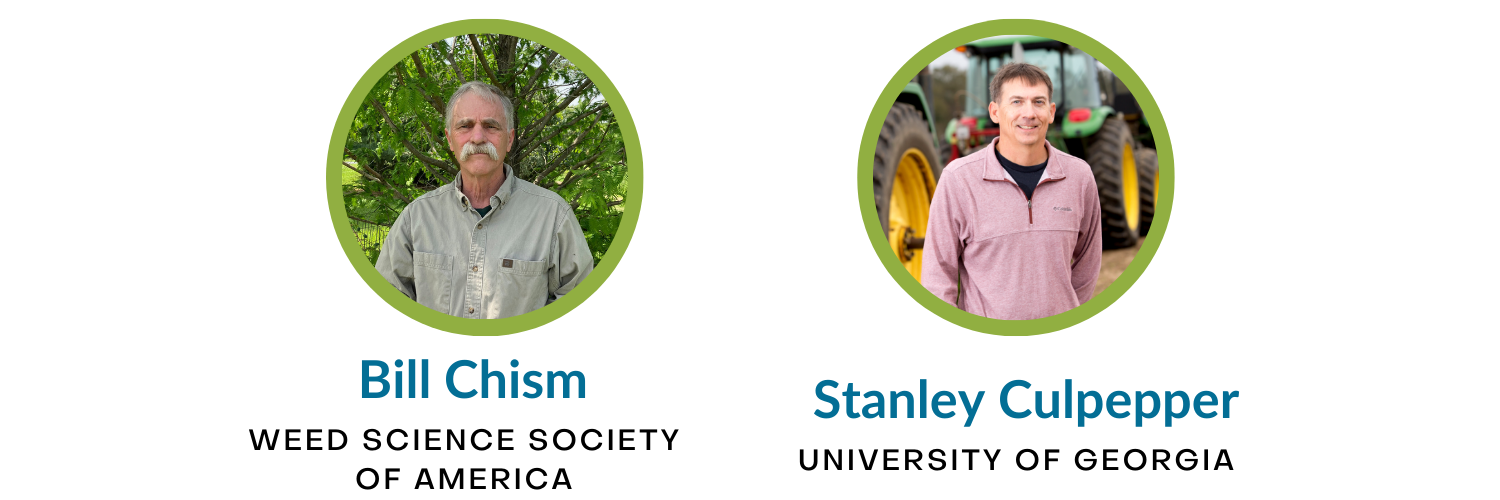 Bill Chism
WEED SCIENCE SOCIETY
OF AMERICA
Stanley Culpepper
UNIVERSITY OF GEORGIA